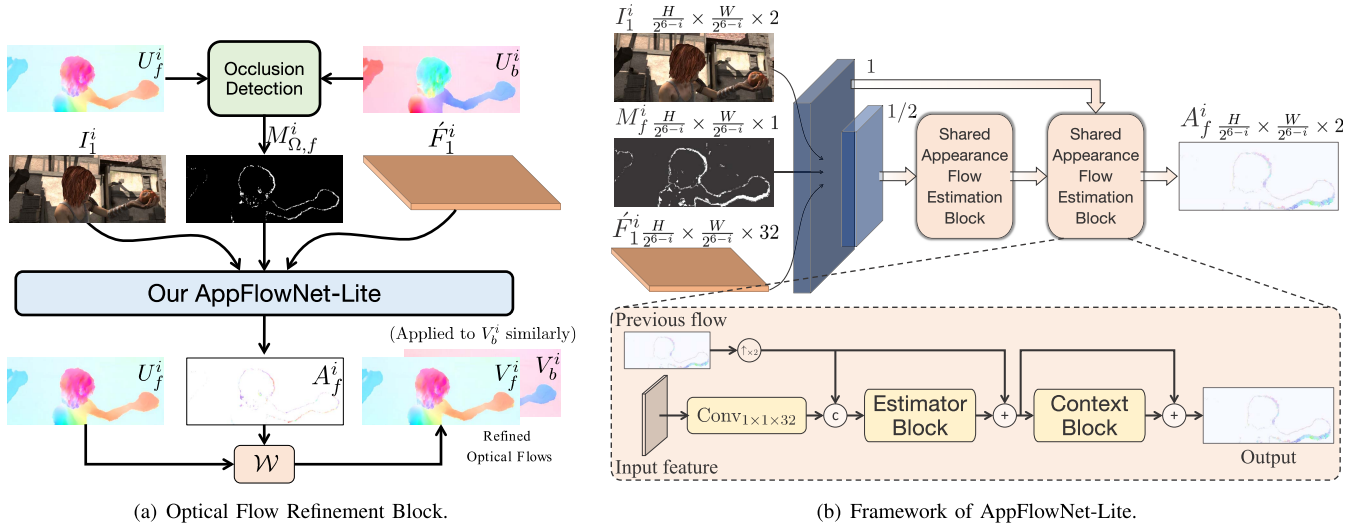 U_f^i
Occlusion
Detection
U_b^i
I_1^i
M_{Ω,f}^i
F́_1^i
Our AppFlowNet-Lite
(Applied to V_b^i similarly)
U_f^i
A_f^i
V_f^i
V_b^i
W
Refined
Optical Flows
(a) Optical Flow Refinement Block.
I_1^i H/2^{6−i} × W/2^{6−i} × 2
M_f^i H/2^{6−i} × W/2^{6−i} × 1
F́_1^i H/2^{6−i} × W/2^{6−i} × 32
1
1/2
Shared
Appearance
Flow
Estimation
Block
Shared
Appearance
Flow
Estimation
Block
A_f^i H/2^{6−i} × W/2^{6−i} × 2
Previous flow
↑×2
Input feature
Conv_{1×1×32}
c
Estimator
Block
+
Context
Block
+
Output
(b) Framework of AppFlowNet-Lite.